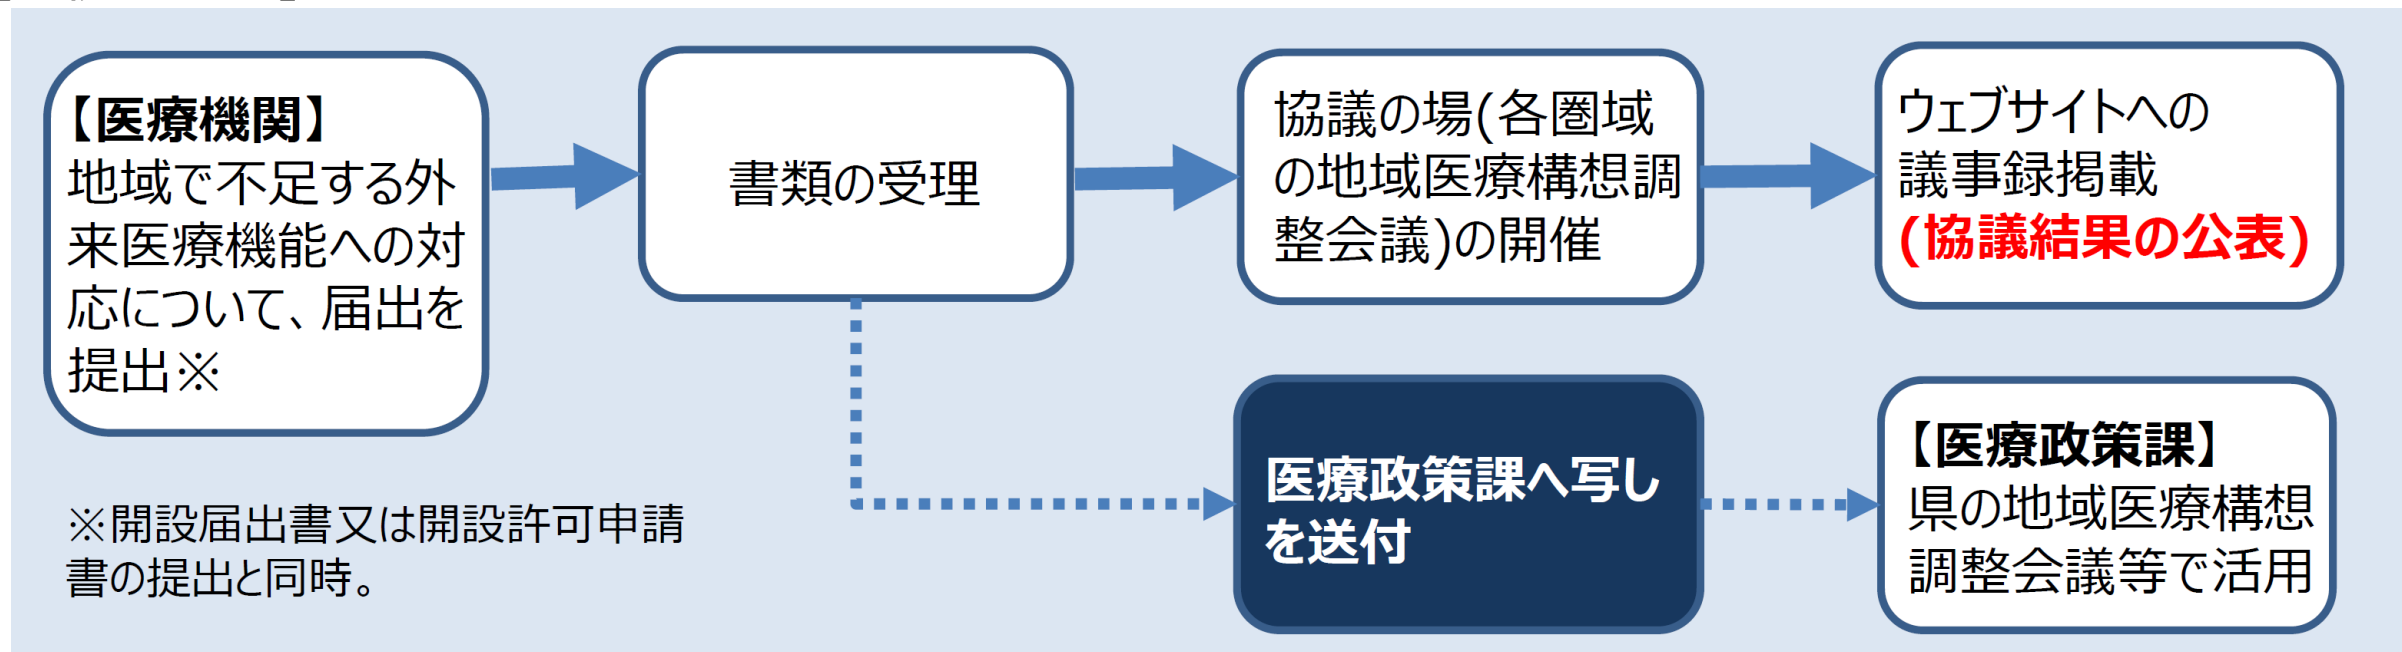 【医療機関】
地域で不足する外
来医療機能への対
応について、届出を
提出※
書類の受理
協議の場(各圏域
の地域医療構想調
整会議)の開催
ウェブサイトへの
議事録掲載
(協議結果の公表)
医療政策課へ写し
を送付
【医療政策課】
県の地域医療構想
調整会議等で活用
※開設届出書又は開設許可申請
書の提出と同時。